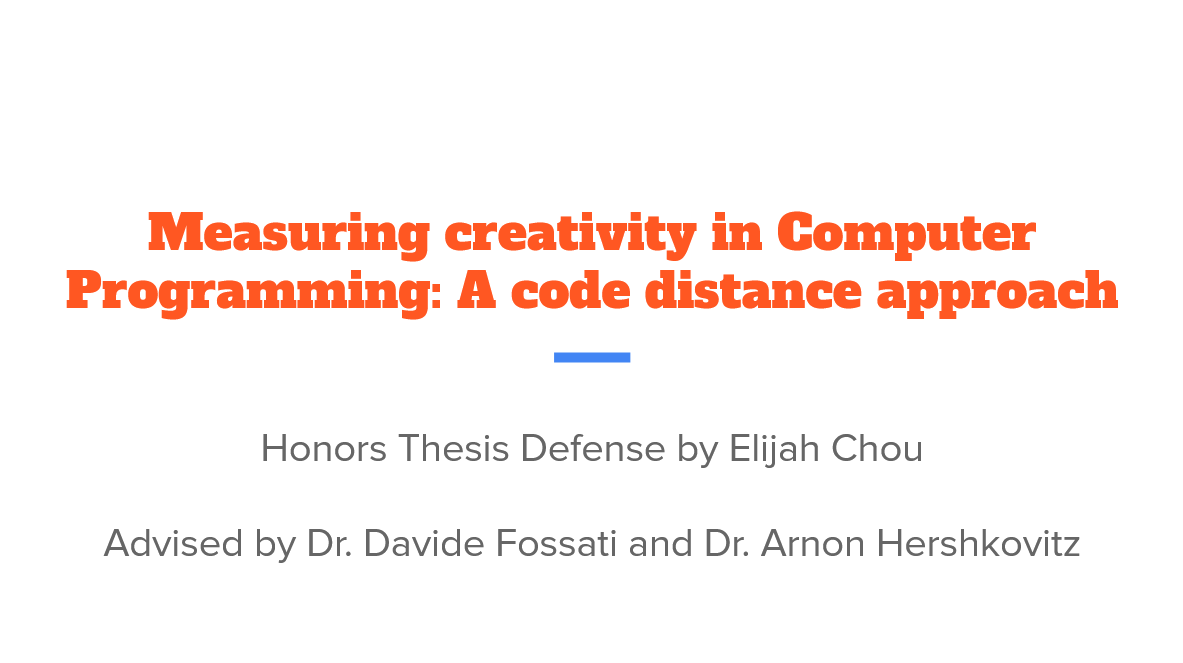 Measuring creativity in Computer
Programming: A code distance approach
Honors Thesis Defense by Elijah Chou
Advised by Dr. Davide Fossati and Dr. Arnon Hershkovitz